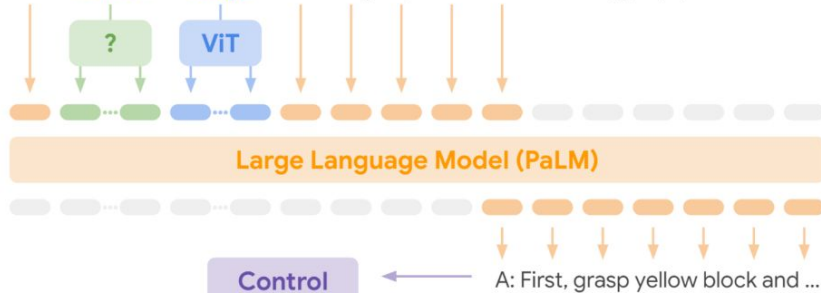 ? ViT
Large Language Model (PaLM)
Control A: First, grasp yellow block and ...